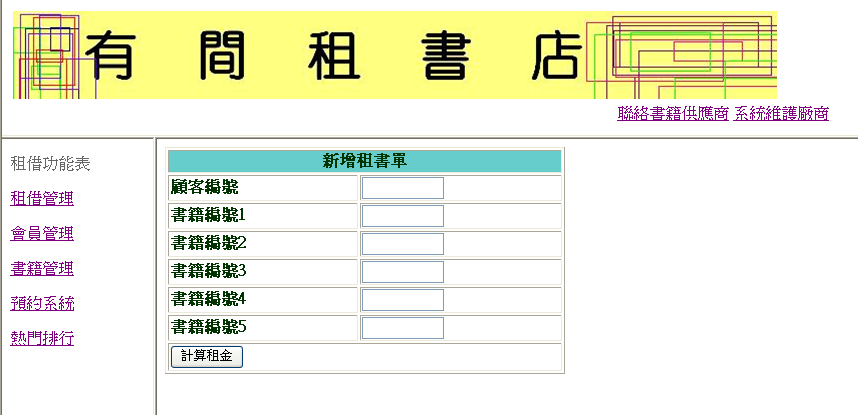 有間租書店
聯絡書籍供應商 系統維護廠商
租借功能表
租借管理
會員管理
書籍管理
預約系統
熱門排行
新增租書單
顧客編號
書籍編號1
書籍編號2
書籍編號3
書籍編號4
書籍編號5
計算租金